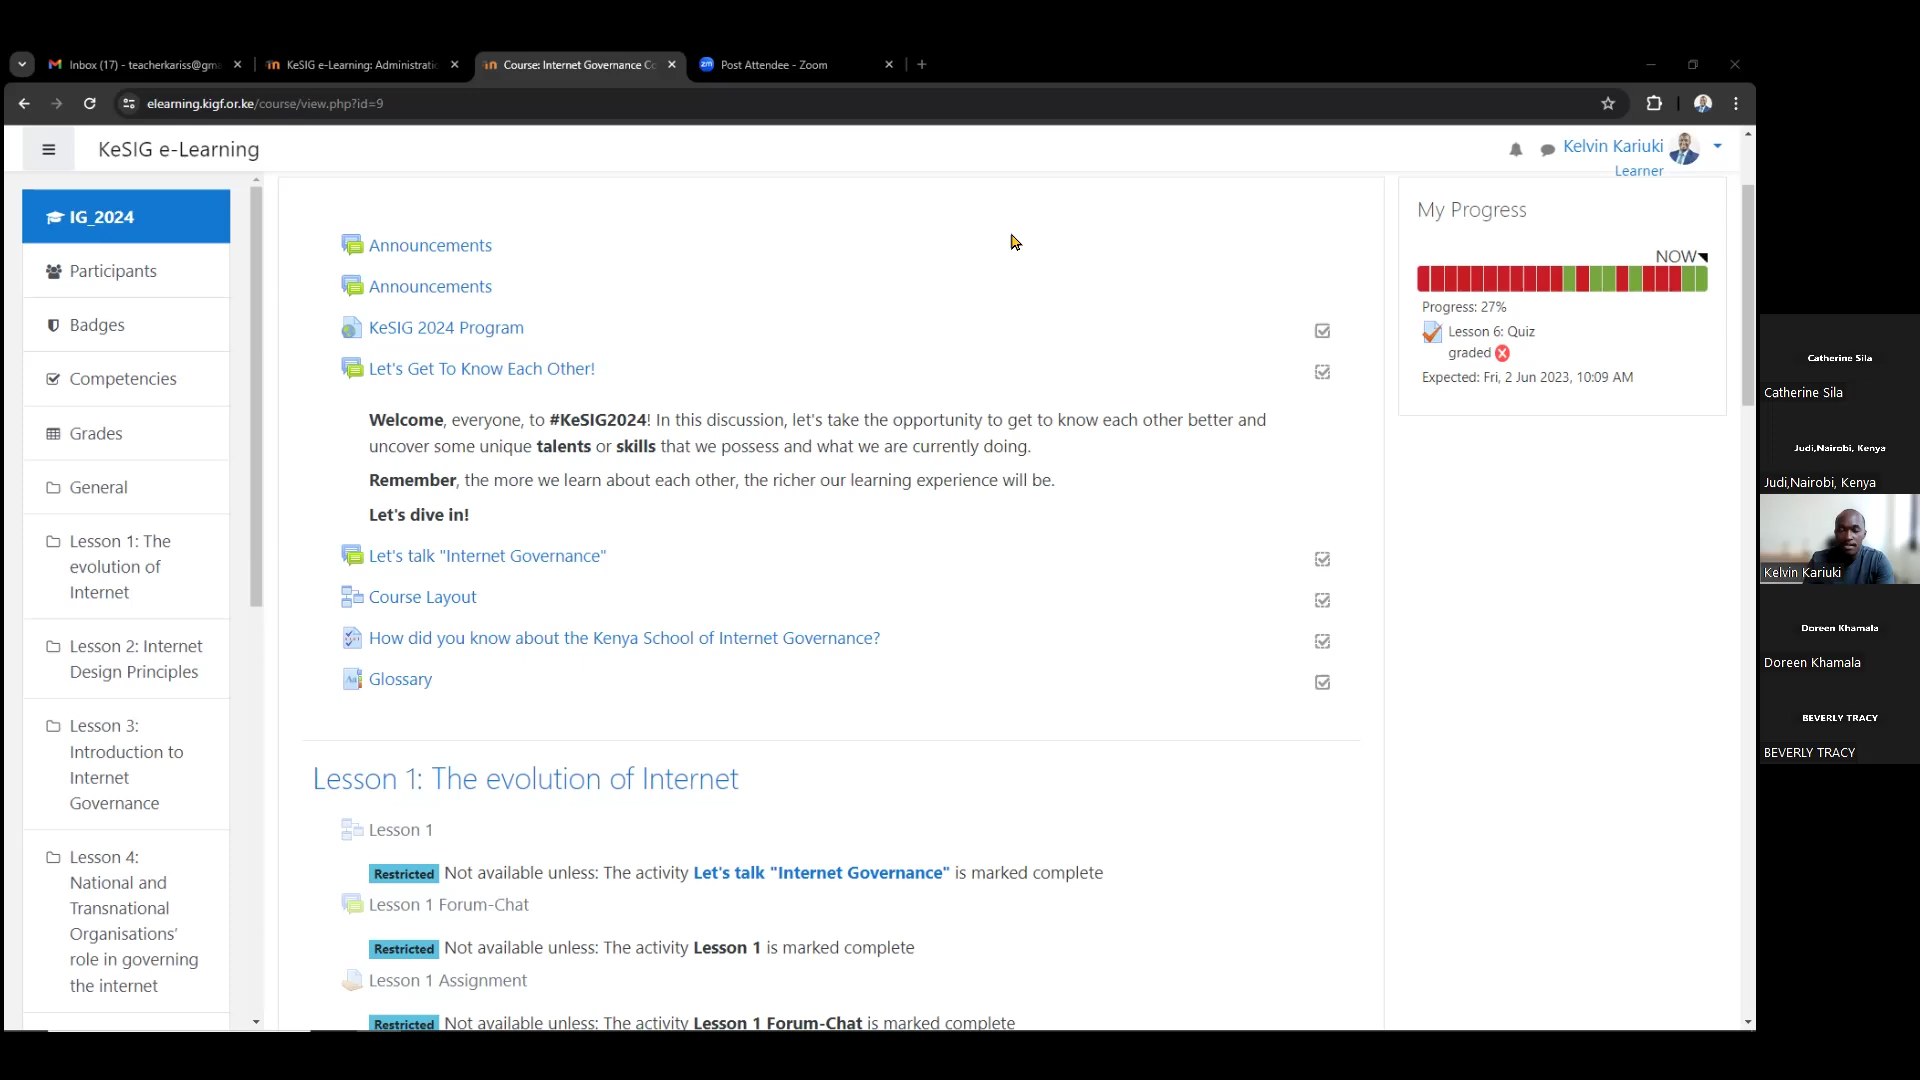 Inbox (17) - teacherkariss@gma
KeSIG e-Learning: Administratio
Course: Internet Governance Co
Post Attendee - Zoom
elearning.kigf.or.ke/course/view.php?id=9
KeSIG e-Learning
Kelvin Kariuki
Learner
IG_2024
Participants
Badges
Competencies
Grades
General
Lesson 1: The
evolution of
Internet
Lesson 2: Internet
Design Principles
Lesson 3:
Introduction to
Internet
Governance
Lesson 4:
National and
Transnational
Organisations'
role in governing
the internet
Announcements
Announcements
KeSIG 2024 Program
Let's Get To Know Each Other!
Welcome, everyone, to #KeSIG2024! In this discussion, let's take the opportunity to get to know each other better and
uncover some unique talents or skills that we possess and what we are currently doing.
Remember, the more we learn about each other, the richer our learning experience will be.
Let's dive in!
Let's talk "Internet Governance"
Course Layout
How did you know about the Kenya School of Internet Governance?
Glossary
Lesson 1: The evolution of Internet
Lesson 1
Restricted Not available unless: The activity Let's talk "Internet Governance" is marked complete
Lesson 1 Forum-Chat
Restricted Not available unless: The activity Lesson 1 is marked complete
Lesson 1 Assignment
Restricted Not available unless: The activity Lesson 1 Forum-Chat is marked complete
My Progress
NOW
Progress: 27%
Lesson 6: Quiz
graded
Expected: Fri, 2 Jun 2023, 10:09 AM
Catherine Sila
Catherine Sila
Judi,Nairobi, Kenya
Judi,Nairobi, Kenya
Kelvin Kariuki
Doreen Khamala
Doreen Khamala
BEVERLY TRACY
BEVERLY TRACY